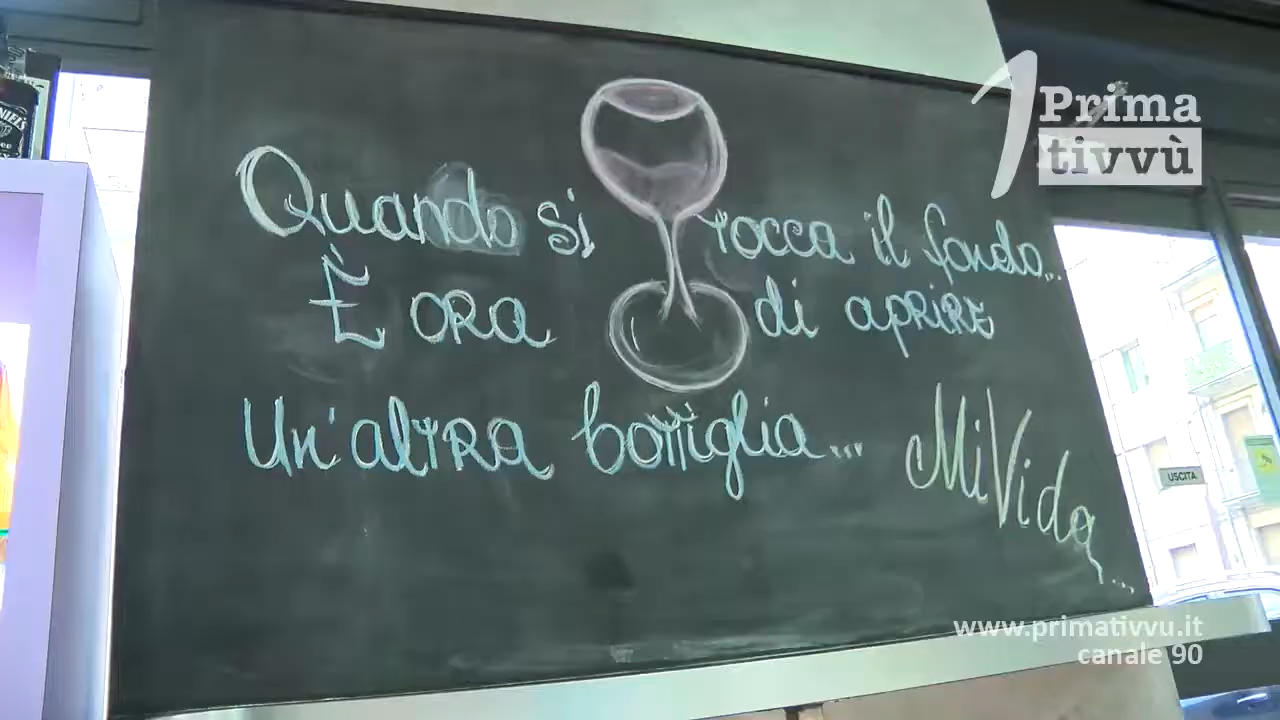 Prima
tivvù
Quando si tocca il fondo...
È ora di aprire
Un'altra bottiglia...
MiVida...
USCITA
www.primativvu.it
canale 90